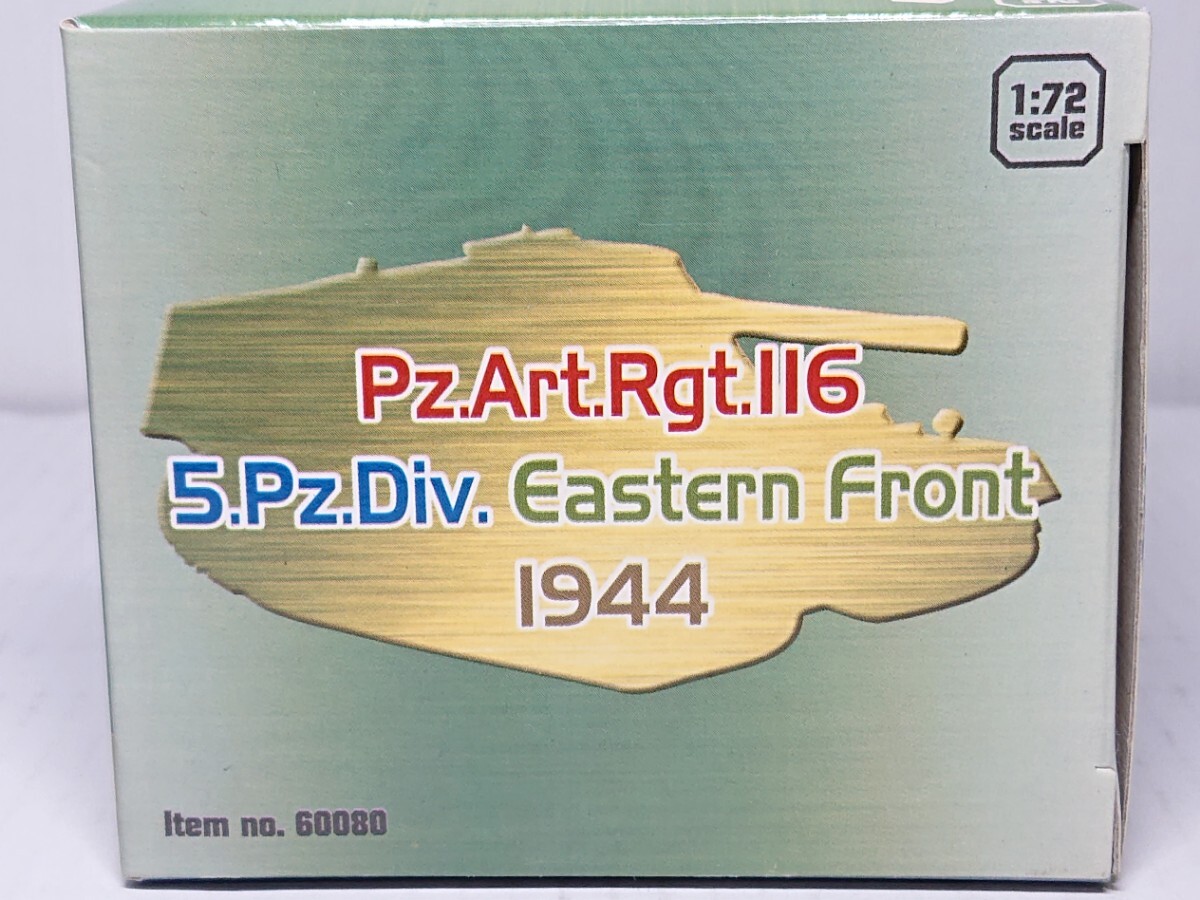 1:72
scale
Pz.Art.Rgt.116
5.Pz.Div. Eastern Front
1944
Item no. 60080